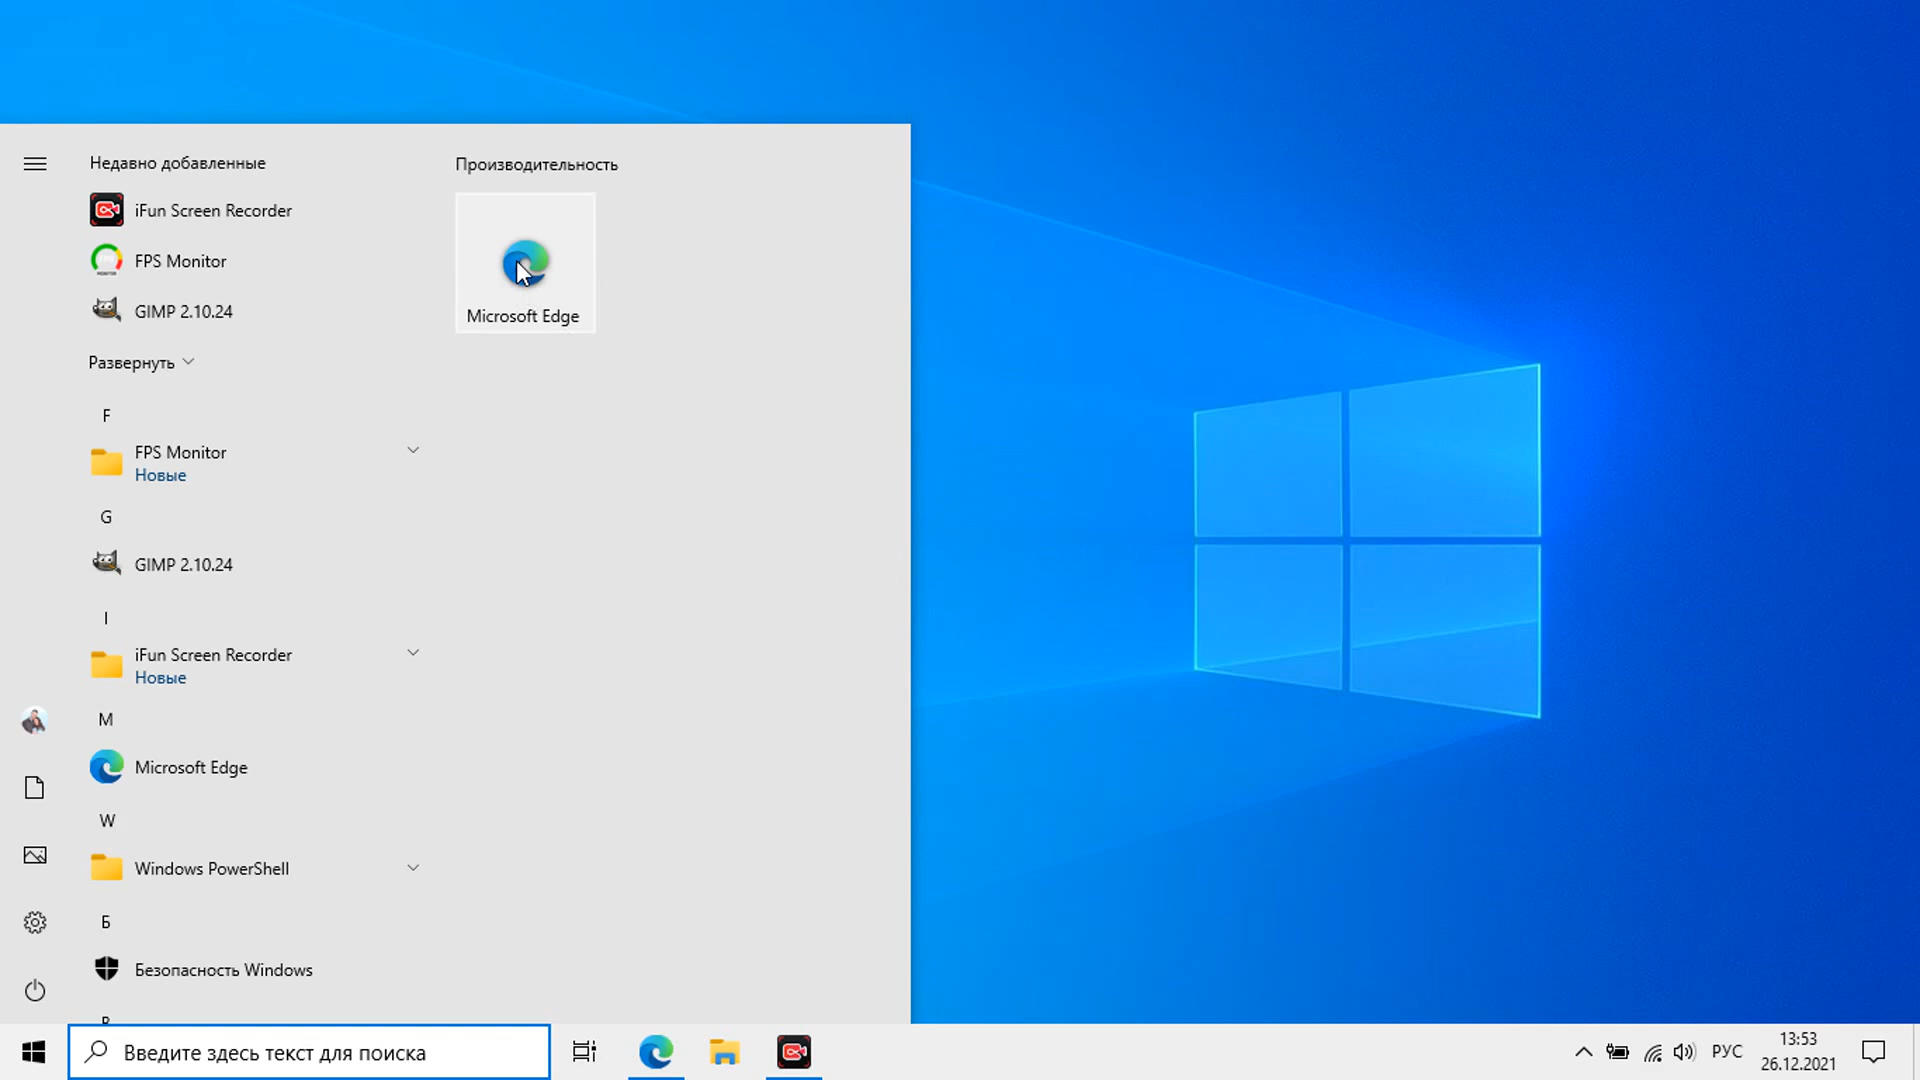 Недавно добавленные
iFun Screen Recorder
FPS Monitor
GIMP 2.10.24
Развернуть
F
FPS Monitor
Новые
G
GIMP 2.10.24
I
iFun Screen Recorder
Новые
M
Microsoft Edge
W
Windows PowerShell
Б
Безопасность Windows
Производительность
Microsoft Edge
Введите здесь текст для поиска
РУС
13:53
26.12.2021